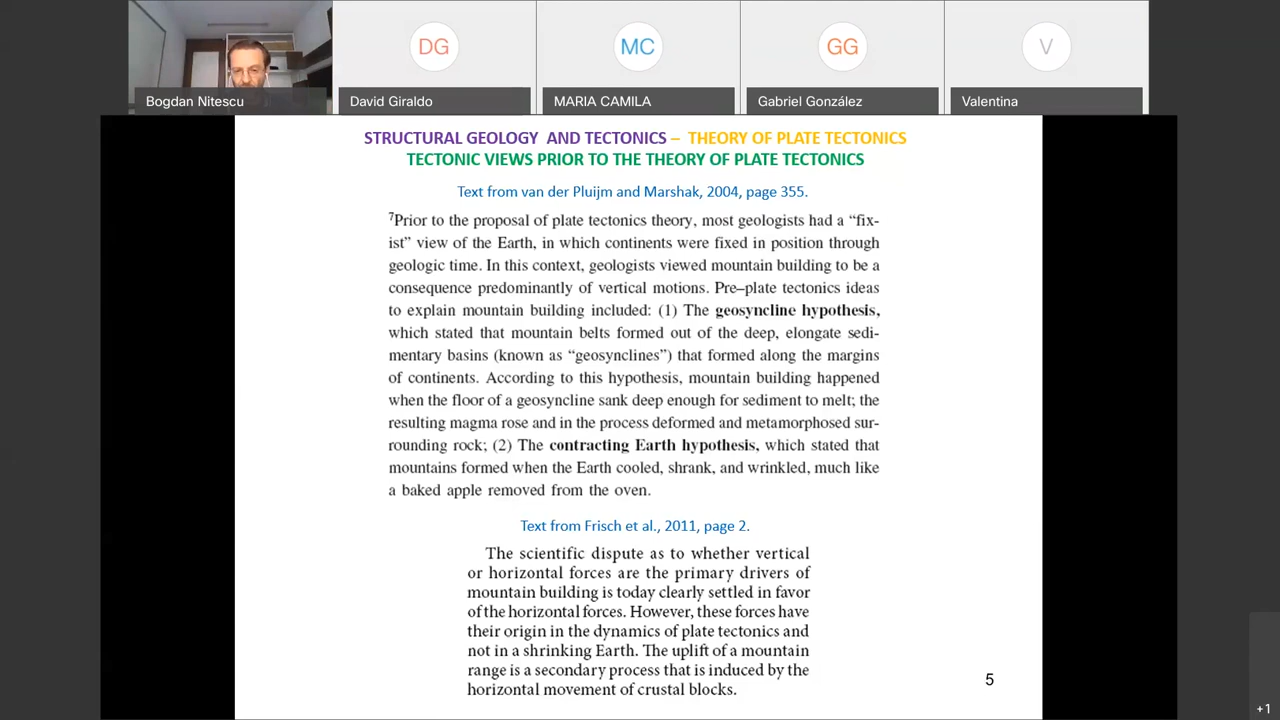 DG
MC
GG
V
Bogdan Nitescu
David Giraldo
MARIA CAMILA
Gabriel González
Valentina
STRUCTURAL GEOLOGY AND TECTONICS – THEORY OF PLATE TECTONICS
TECTONIC VIEWS PRIOR TO THE THEORY OF PLATE TECTONICS
Text from van der Pluijm and Marshak, 2004, page 355.
⁷Prior to the proposal of plate tectonics theory, most geologists had a “fix-
ist” view of the Earth, in which continents were fixed in position through
geologic time. In this context, geologists viewed mountain building to be a
consequence predominantly of vertical motions. Pre–plate tectonics ideas
to explain mountain building included: (1) The geosyncline hypothesis,
which stated that mountain belts formed out of the deep, elongate sedi-
mentary basins (known as “geosynclines”) that formed along the margins
of continents. According to this hypothesis, mountain building happened
when the floor of a geosyncline sank deep enough for sediment to melt; the
resulting magma rose and in the process deformed and metamorphosed sur-
rounding rock; (2) The contracting Earth hypothesis, which stated that
mountains formed when the Earth cooled, shrank, and wrinkled, much like
a baked apple removed from the oven.
Text from Frisch et al., 2011, page 2.
The scientific dispute as to whether vertical
or horizontal forces are the primary drivers of
mountain building is today clearly settled in favor
of the horizontal forces. However, these forces have
their origin in the dynamics of plate tectonics and
not in a shrinking Earth. The uplift of a mountain
range is a secondary process that is induced by the
horizontal movement of crustal blocks.
5
+1